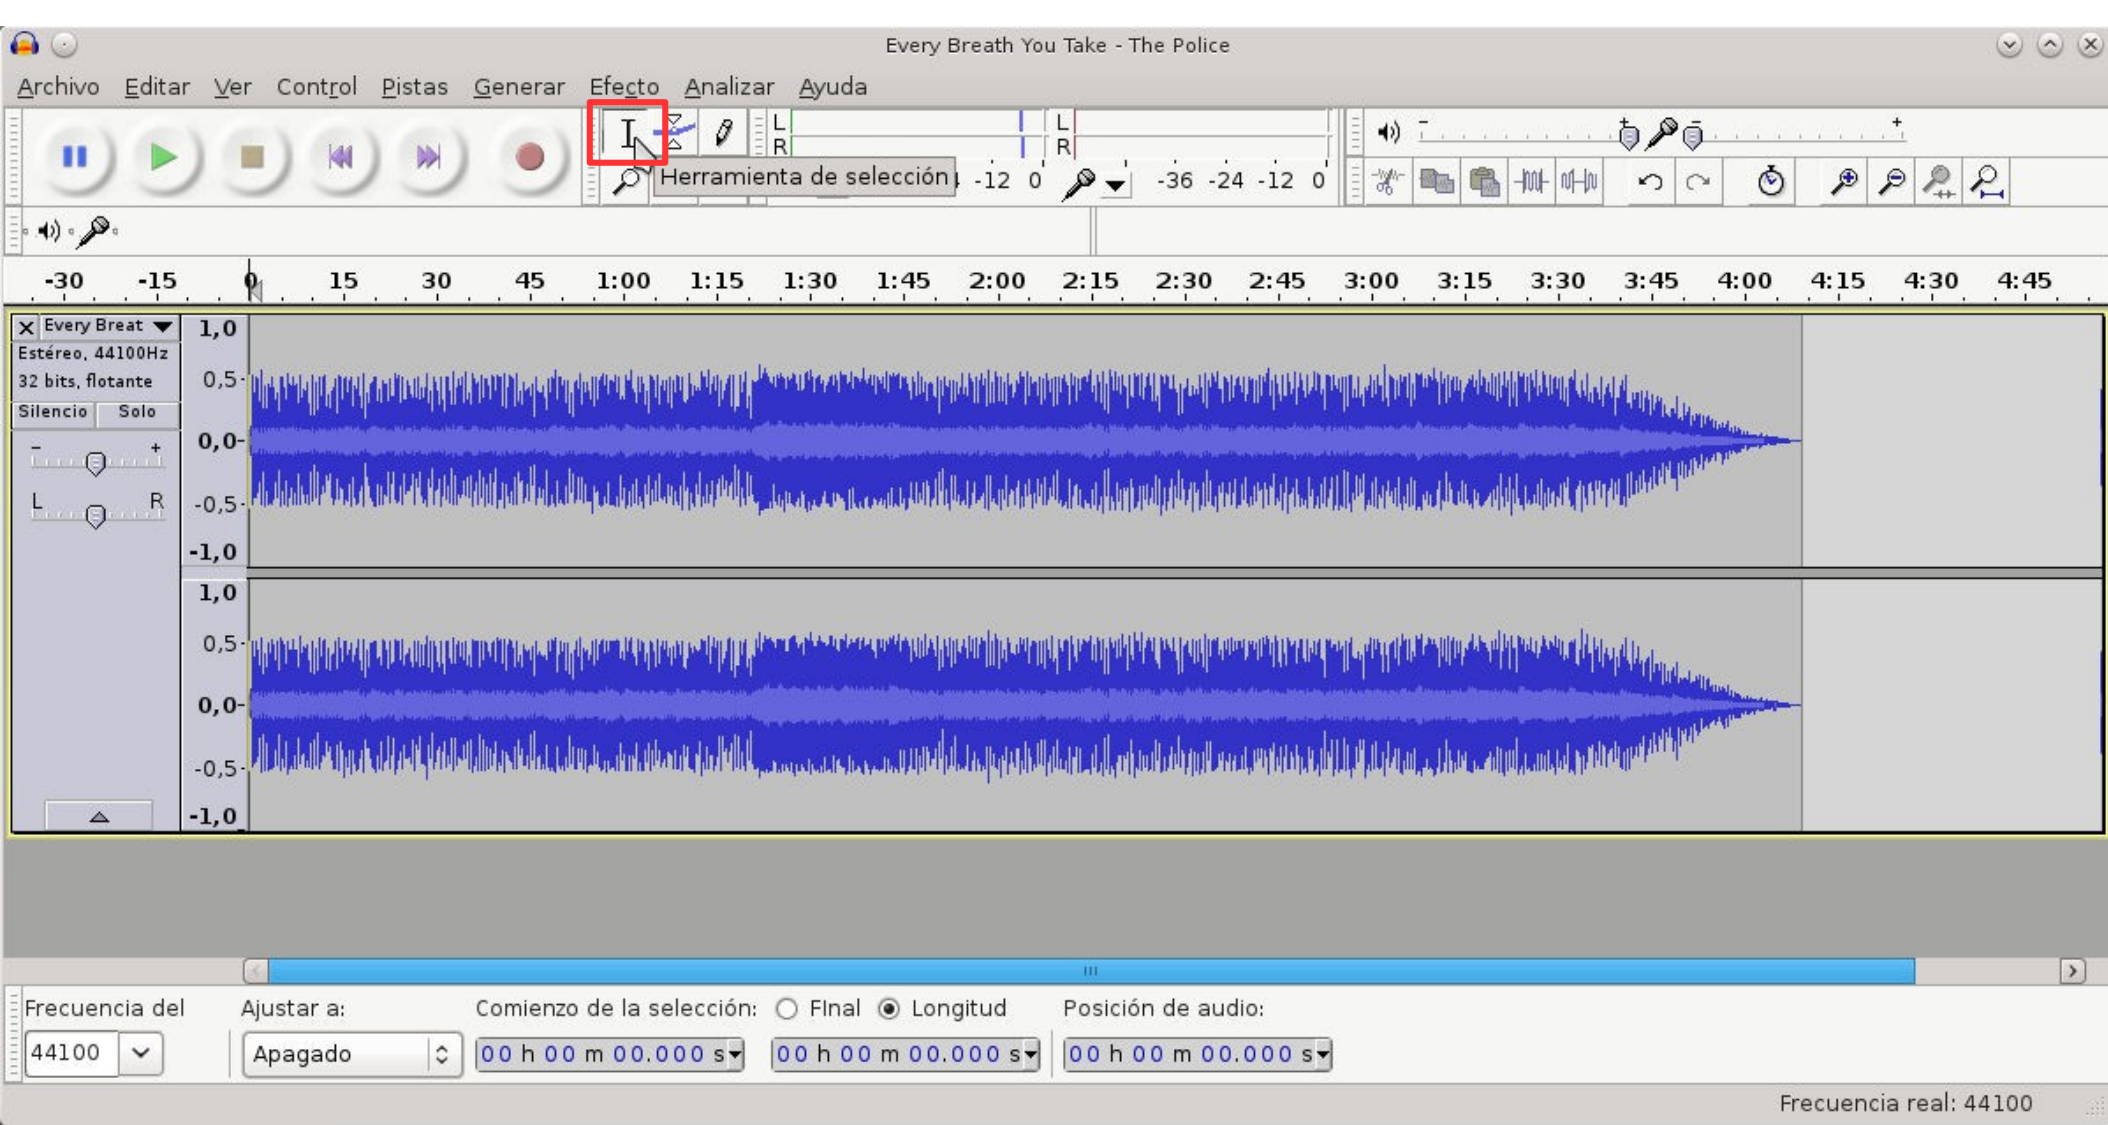 Every Breath You Take - The Police
Archivo Editar Ver Control Pistas Generar Efecto Analizar Ayuda
L L - + - +
R R
Herramienta de selección -12 0 -36 -24 -12 0
-30 -15 0 15 30 45 1:00 1:15 1:30 1:45 2:00 2:15 2:30 2:45 3:00 3:15 3:30 3:45 4:00 4:15 4:30 4:45
X Every Breat 1,0
Estéreo, 44100Hz
32 bits, flotante 0,5-
Silencio Solo
- + 0,0-
L R -0,5-
-1,0
1,0
0,5-
0,0-
-0,5-
-1,0
Frecuencia del Ajustar a: Comienzo de la selección: FInal Longitud Posición de audio:
44100 Apagado 00 h 00 m 00.000 s 00 h 00 m 00.000 s 00 h 00 m 00.000 s
Frecuencia real: 44100